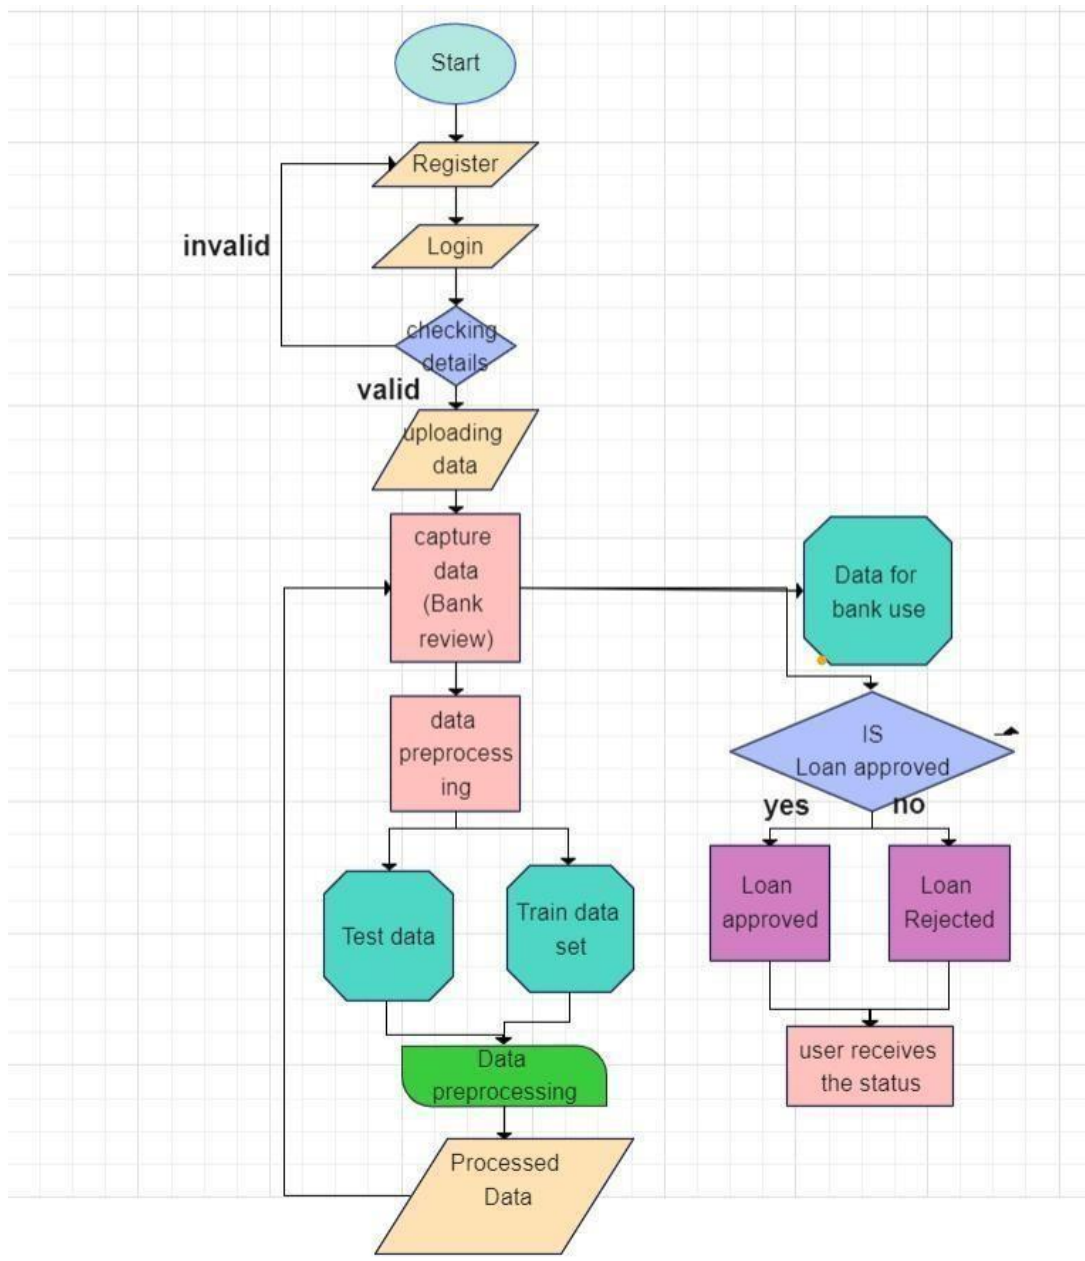 Start
Register
Login
invalid
checking
details
valid
uploading
data
capture
data
(Bank
review)
Data for
bank use
data
preprocess
ing
IS
Loan approved
yes
no
Test data
Train data
set
Loan
approved
Loan
Rejected
Data
preprocessing
user receives
the status
Processed
Data